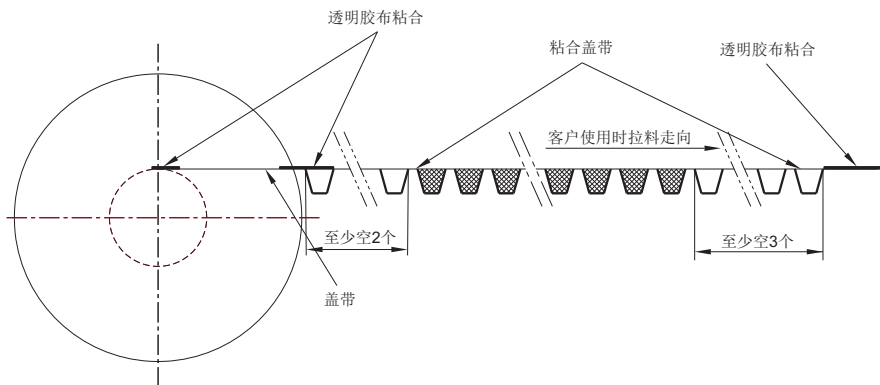 透明胶布粘合
粘合盖带
透明胶布粘合
客户使用时拉料走向
至少空2个
至少空3个
盖带